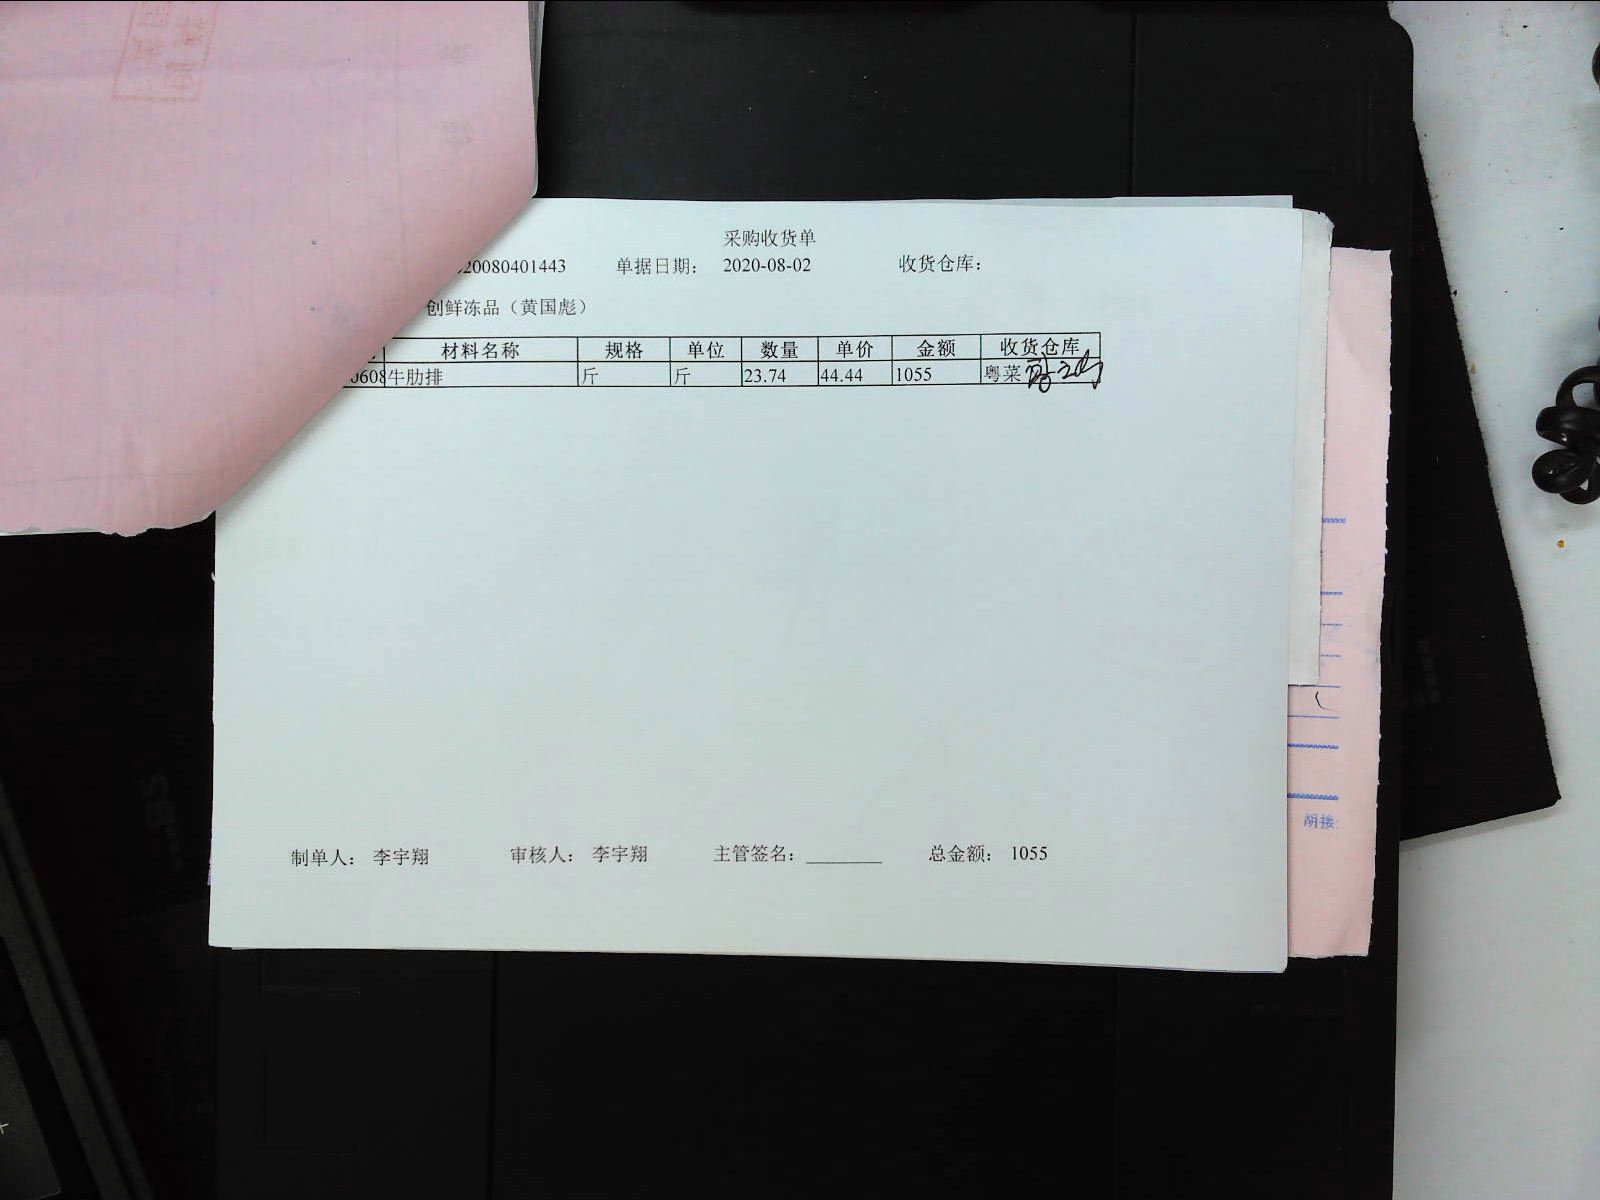 采购收货单
20080401443 单据日期： 2020-08-02 收货仓库：
创鲜冻品（黄国彪）
材料名称 规格 单位 数量 单价 金额 收货仓库
0608 牛肋排 斤 斤 23.74 44.44 1055 粤菜
胡接:
制单人： 李宇翔 审核人： 李宇翔 主管签名：________ 总金额： 1055